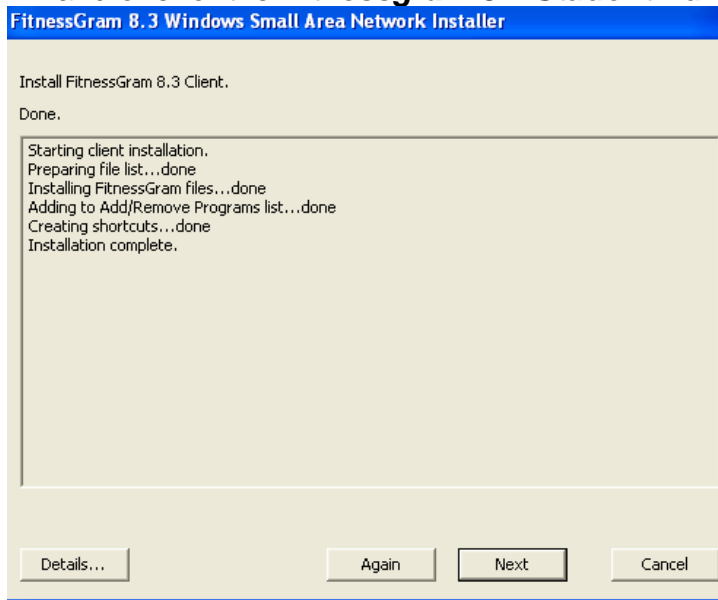 FitnessGram 8.3 Windows Small Area Network Installer
Install FitnessGram 8.3 Client.
Done.
Starting client installation.
Preparing file list...done
Installing FitnessGram files...done
Adding to Add/Remove Programs list...done
Creating shortcuts...done
Installation complete.
Details...
Again
Next
Cancel